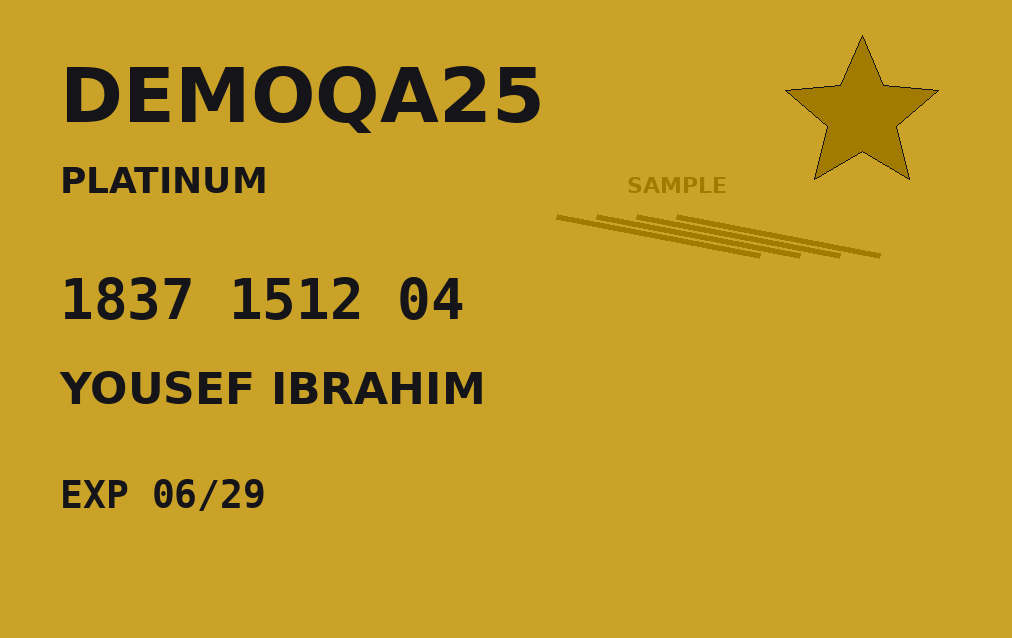 DEMOQA25
PLATINUM
SAMPLE
1837 1512 04
YOUSEF IBRAHIM
EXP 06/29